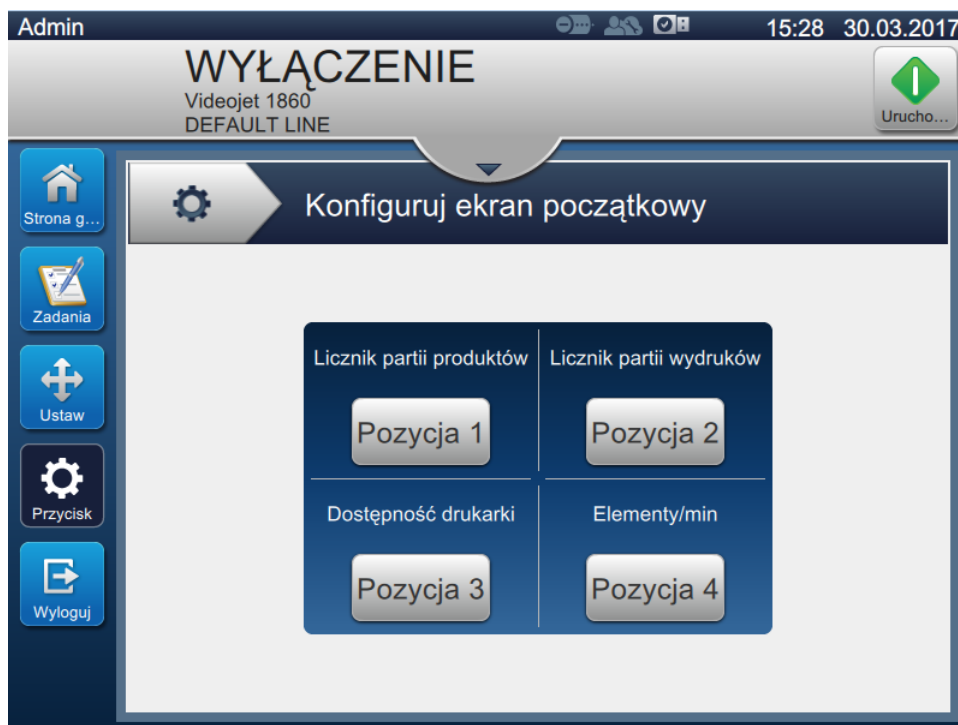 Admin
15:28 30.03.2017
WYŁĄCZENIE
Videojet 1860
DEFAULT LINE
Urucho...
Strona g...
Konfiguruj ekran początkowy
Zadania
Ustaw
Przycisk
Wyloguj
Licznik partii produktów
Licznik partii wydruków
Pozycja 1
Pozycja 2
Dostępność drukarki
Elementy/min
Pozycja 3
Pozycja 4